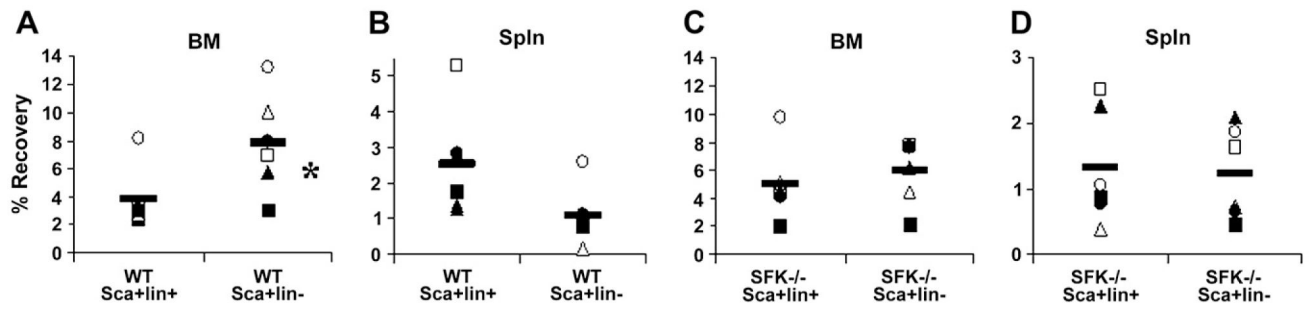 A
BM
% Recovery
14
12
10
8
6
4
2
0
WT
Sca+lin+
WT
Sca+lin-
*
B
Spln
5
4
3
2
1
0
WT
Sca+lin+
WT
Sca+lin-
C
BM
14
12
10
8
6
4
2
0
SFK-/-
Sca+lin+
SFK-/-
Sca+lin-
D
Spln
3
2
1
0
SFK-/-
Sca+lin+
SFK-/-
Sca+lin-